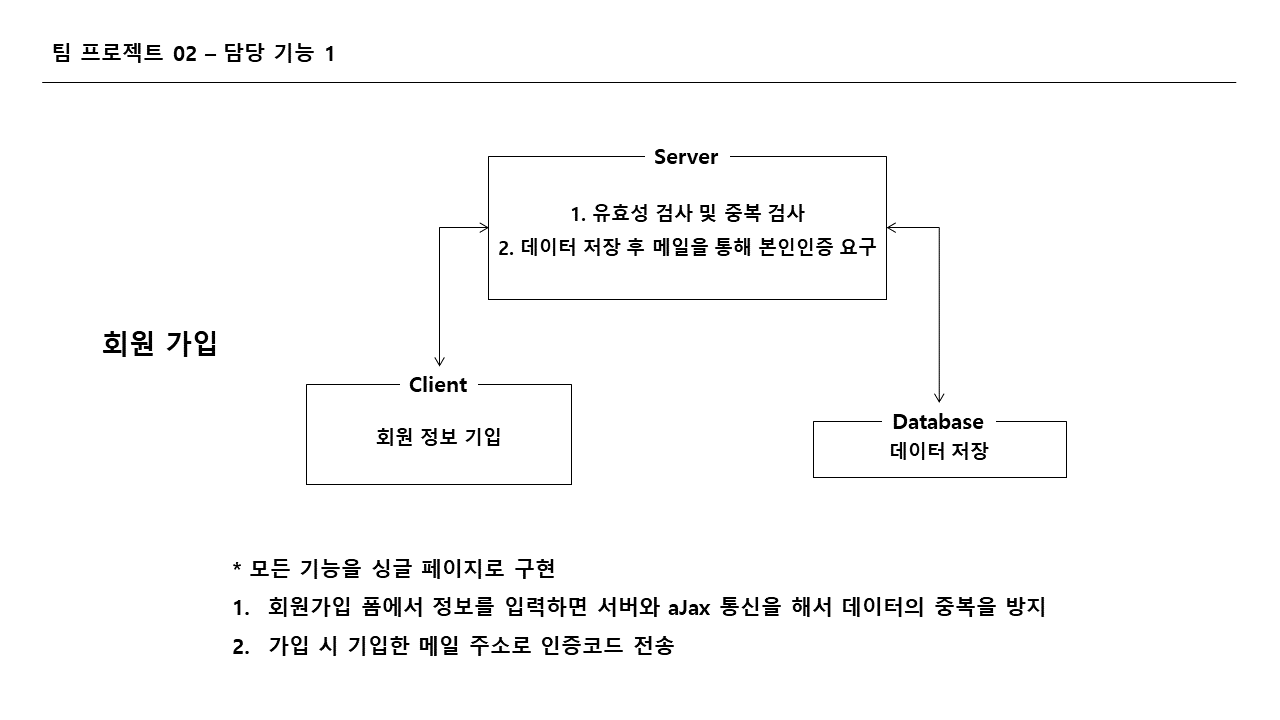 팀 프로젝트 02 – 담당 기능 1
Server
1. 유효성 검사 및 중복 검사
2. 데이터 저장 후 메일을 통해 본인인증 요구
회원 가입
Client
회원 정보 기입
Database
데이터 저장
* 모든 기능을 싱글 페이지로 구현
1. 회원가입 폼에서 정보를 입력하면 서버와 aJax 통신을 해서 데이터의 중복을 방지
2. 가입 시 기입한 메일 주소로 인증코드 전송